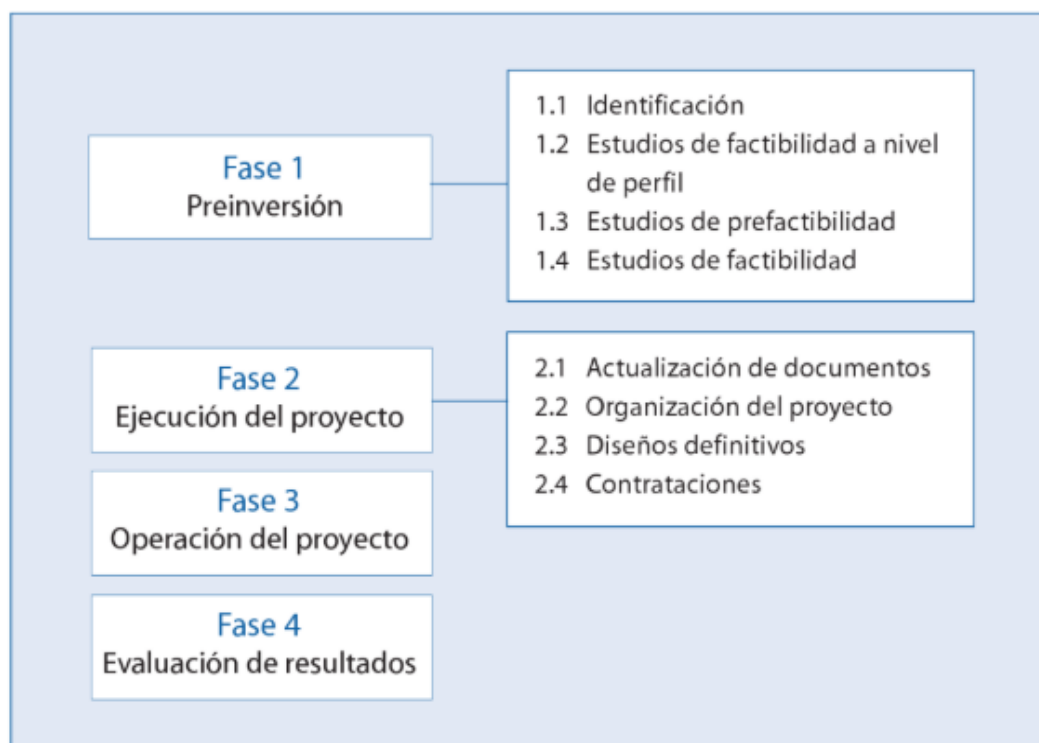 Fase 1
Preinversión
1.1 Identificación
1.2 Estudios de factibilidad a nivel
de perfil
1.3 Estudios de prefactibilidad
1.4 Estudios de factibilidad
Fase 2
Ejecución del proyecto
2.1 Actualización de documentos
2.2 Organización del proyecto
2.3 Diseños definitivos
2.4 Contrataciones
Fase 3
Operación del proyecto
Fase 4
Evaluación de resultados